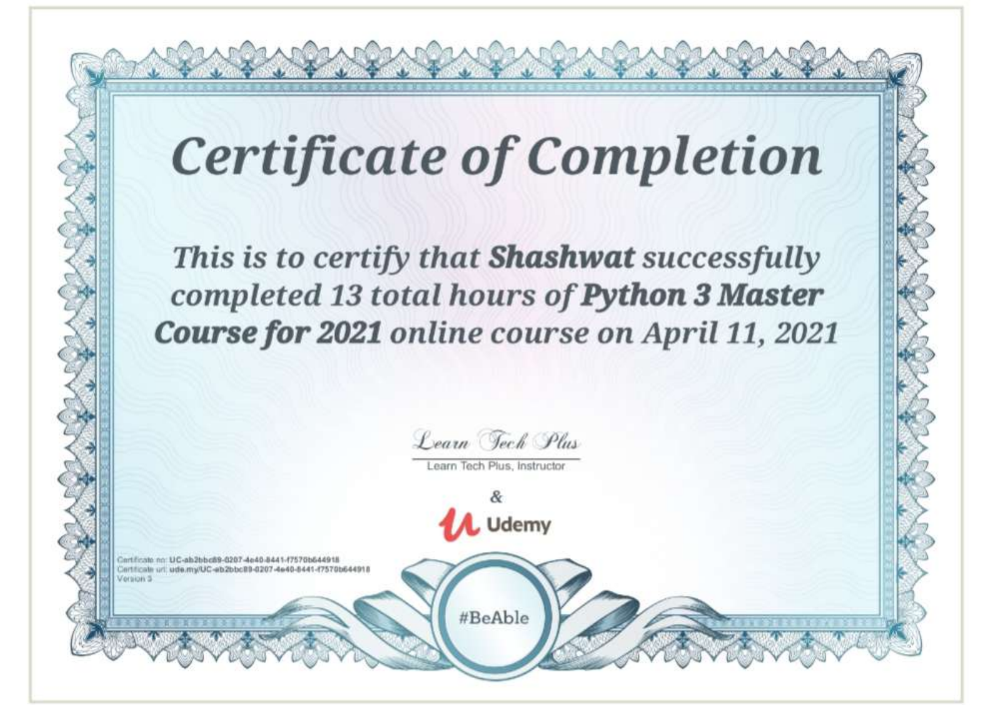 Certificate of Completion
This is to certify that Shashwat successfully
completed 13 total hours of Python 3 Master
Course for 2021 online course on April 11, 2021
Learn Tech Plus
Learn Tech Plus, Instructor
&
Udemy
Certificate no: UC-ab2bbc89-0207-4e40-8441-f7570b644918
Certificate url: ude.my/UC-ab2bbc89-0207-4e40-8441-f7570b644918
Version 3
#BeAble